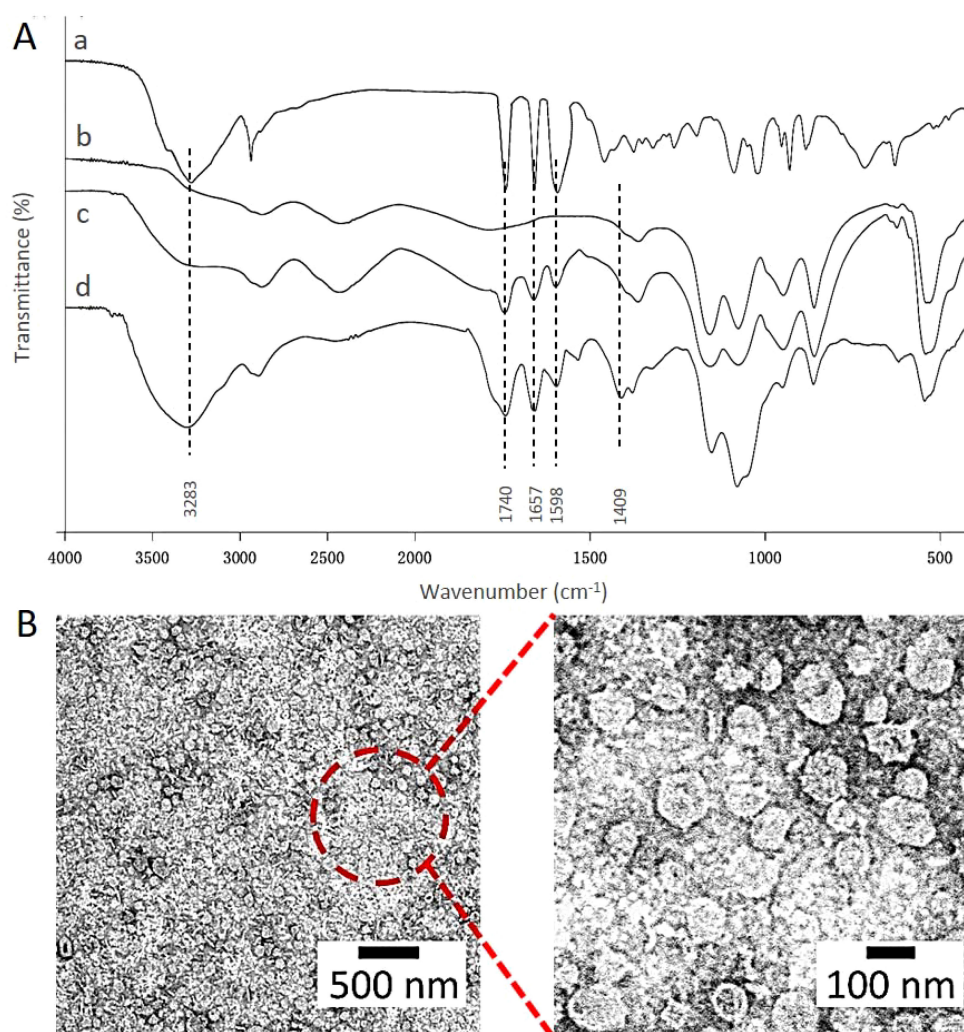 A
a
b
c
d
Transmittance (%)
3283
1740
1657
1598
1409
4000 3500 3000 2500 2000 1500 1000 500
Wavenumber (cm⁻¹)
B
500 nm
100 nm